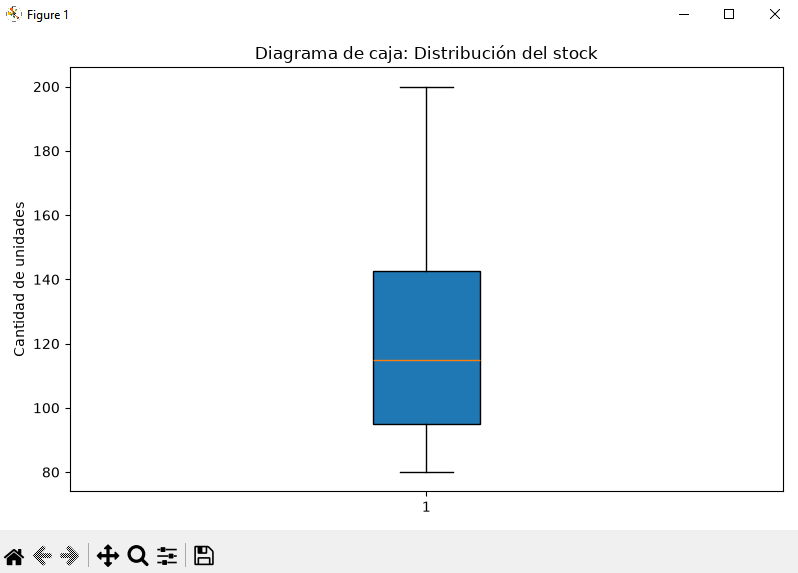 Figure 1
Diagrama de caja: Distribución del stock
Cantidad de unidades
200
180
160
140
120
100
80
1